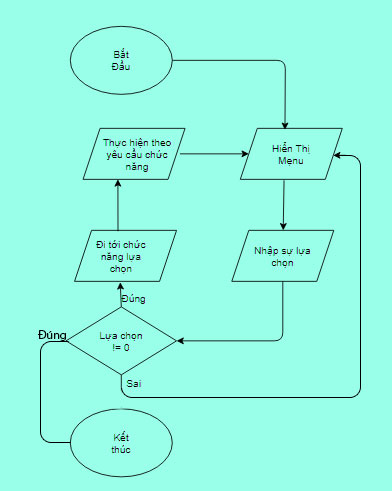 Bắt
Đầu
Thực hiện theo
yêu cầu chức
năng
Hiển Thị
Menu
Đi tới chức
năng lựa
chọn
Nhập sự lựa
chọn
Đúng
Đúng
Lựa chọn
!= 0
Sai
Kết
thúc